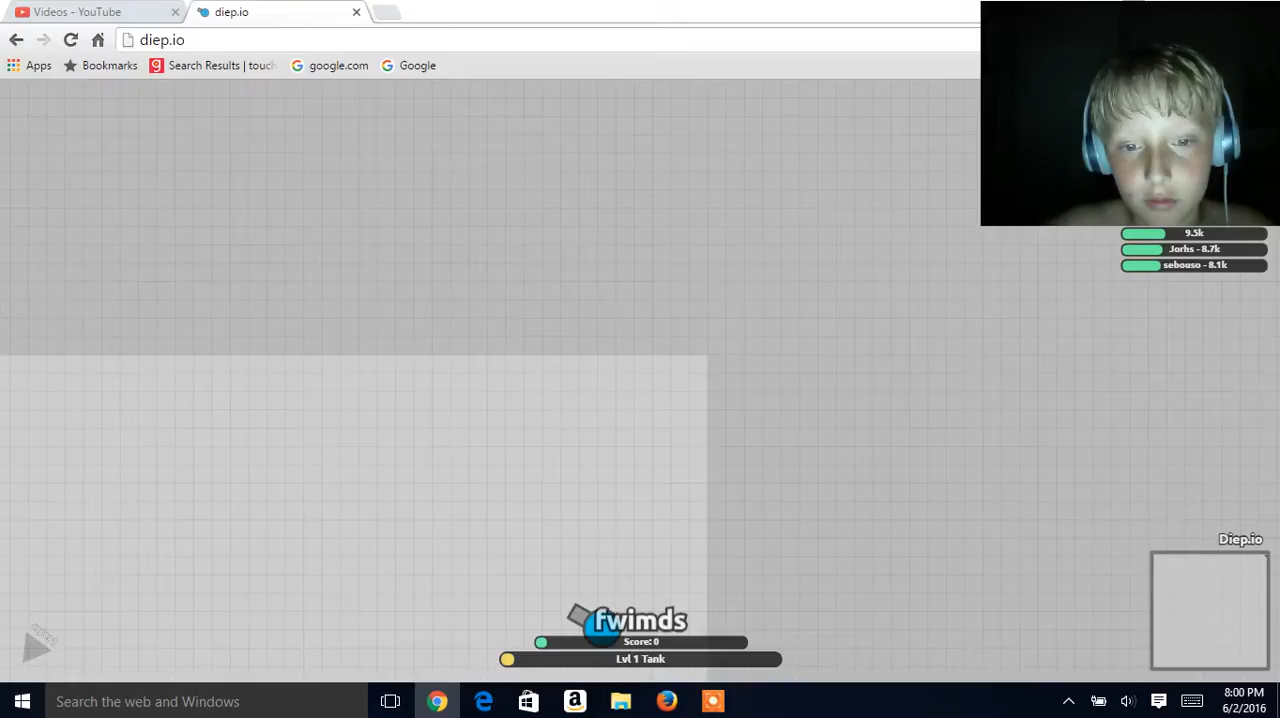 Videos - YouTube
diep.io
diep.io
Apps
Bookmarks
Search Results | touch
google.com
Google
9.5k
Jorhs - 8.7k
sebouso - 8.1k
Diep.io
fwimds
Score: 0
Lvl 1 Tank
Search the web and Windows
8:00 PM
6/2/2016